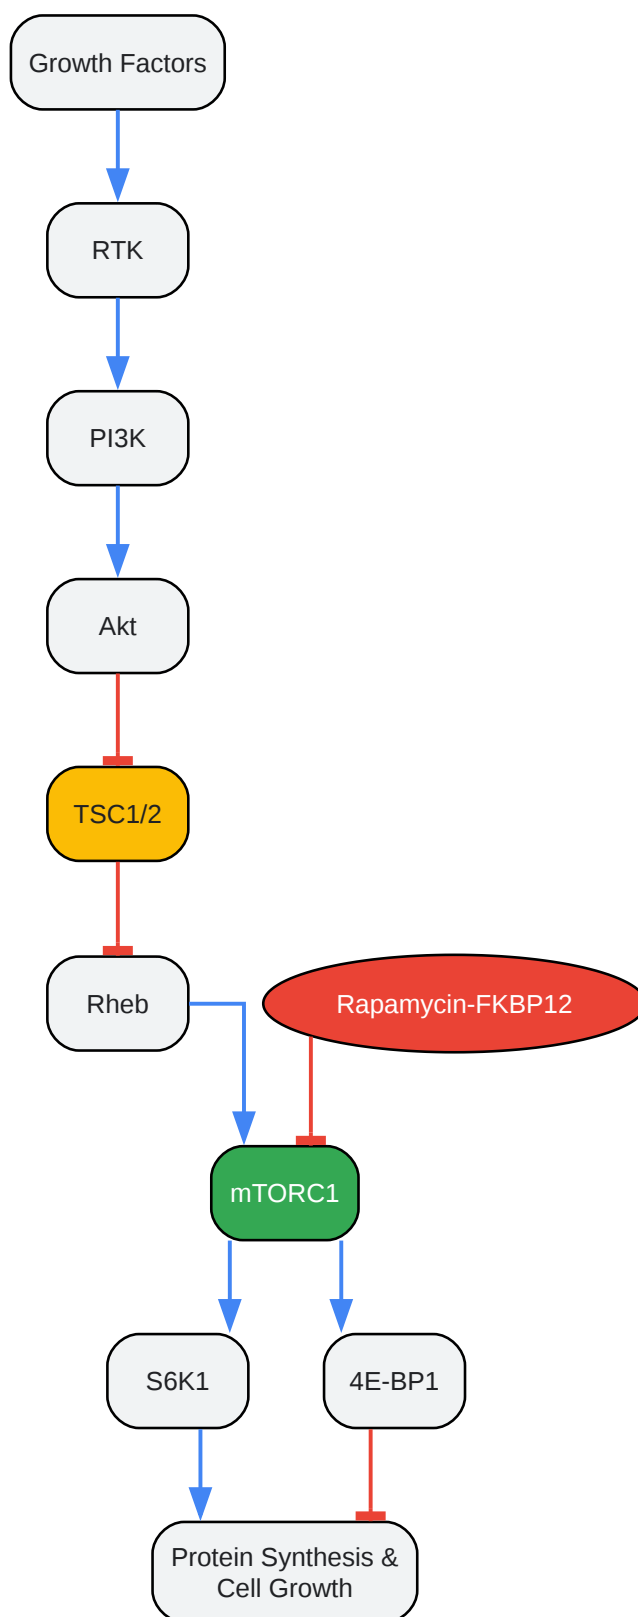 Growth Factors
RTK
PI3K
Akt
TSC1/2
Rheb
Rapamycin-FKBP12
mTORC1
S6K1
4E-BP1
Protein Synthesis &
Cell Growth